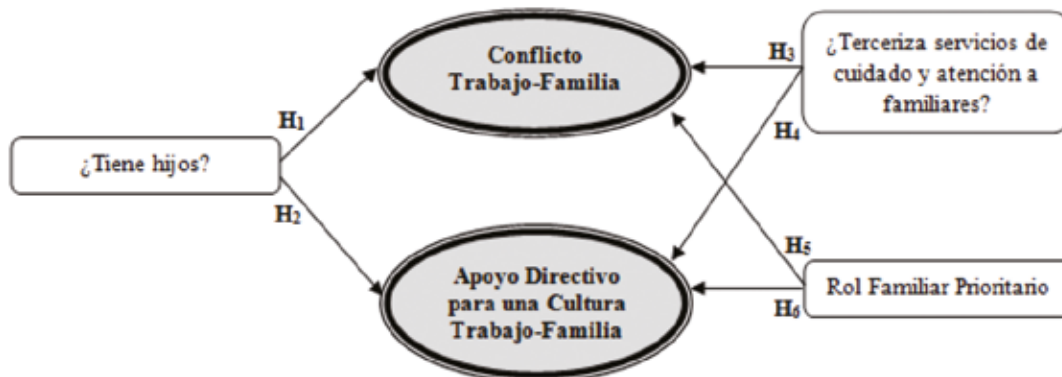 Conflicto
Trabajo-Familia
H3
¿Terceriza servicios de
cuidado y atención a
familiares?
H1
H4
¿Tiene hijos?
H2
H5
Apoyo Directivo
para una Cultura
Trabajo-Familia
Rol Familiar Prioritario
H6